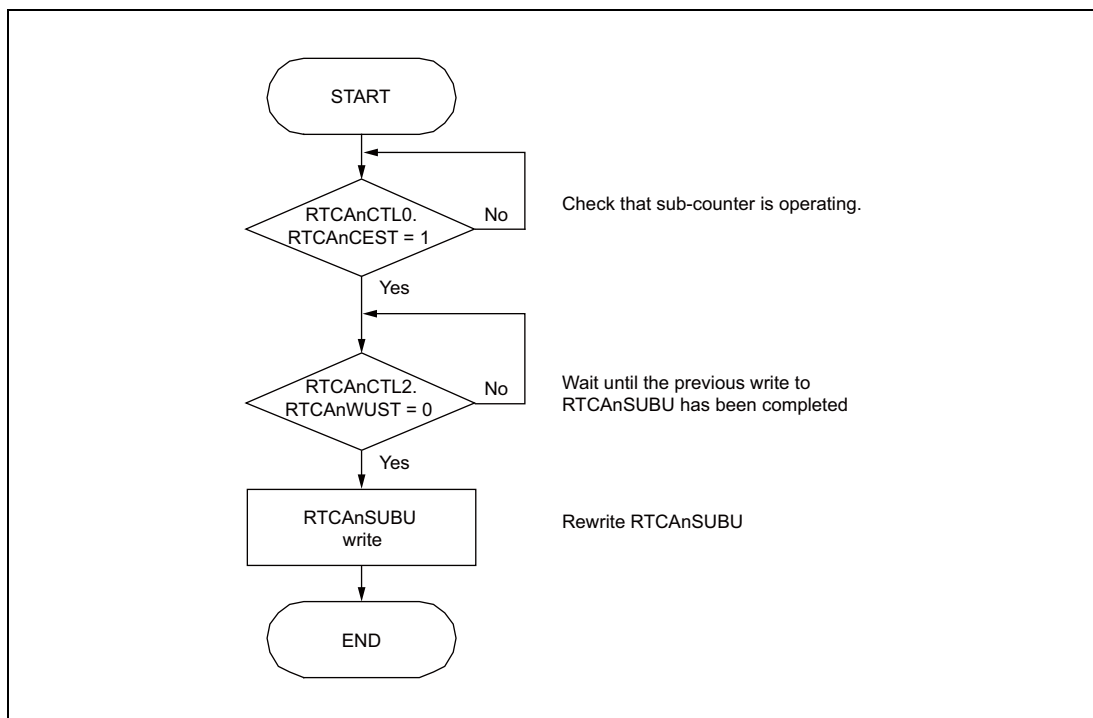 START
RTCAnCTL0.
RTCAnCEST = 1
No
Check that sub-counter is operating.
Yes
RTCAnCTL2.
RTCAnWUST = 0
No
Wait until the previous write to
RTCAnSUBU has been completed
Yes
RTCAnSUBU
write
Rewrite RTCAnSUBU
END